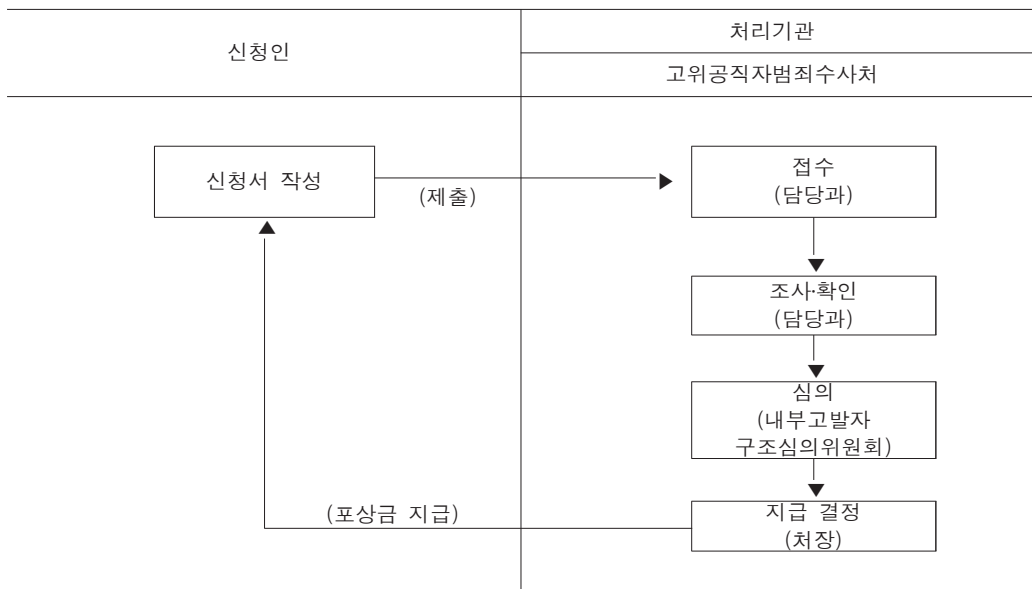 신청인
처리기관
고위공직자범죄수사처
신청서 작성
(제출)
접수
(담당과)
조사·확인
(담당과)
심의
(내부고발자
구조심의위원회)
(포상금 지급)
지급 결정
(처장)